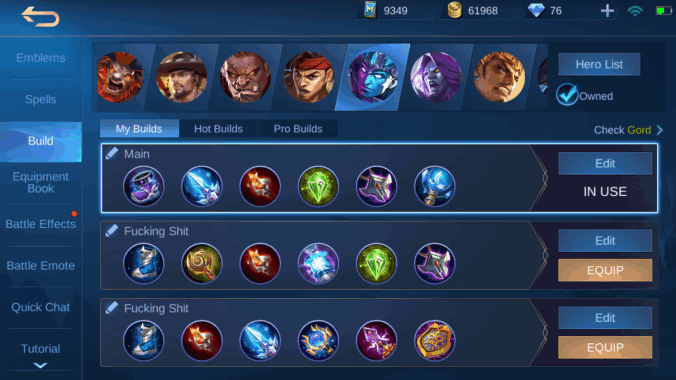 9349 61968 76
Emblems
Spells
Build
Equipment
Book
Battle Effects
Battle Emote
Quick Chat
Tutorial
Hero List
Owned
My Builds Hot Builds Pro Builds Check Gord
Main
Edit
IN USE
Fucking Shit
Edit
EQUIP
Fucking Shit
Edit
EQUIP